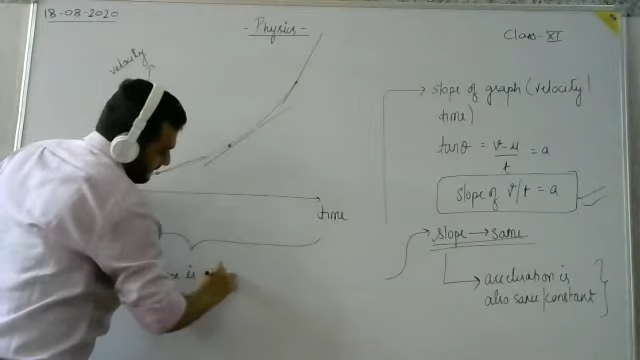 18-08-2020
- Physics -
Class - XI
velocity
time
slope of graph (velocity/
time)
tanθ = v-u/t = a
slope of v/t = a
slope → same
→ acceleration is
also same/constant
is